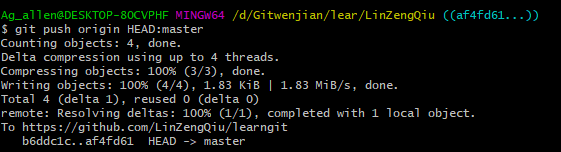 Ag_allen@DESKTOP-8OCVPHF MINGW64 /d/Gitwenjian/lear/LinZengQiu ((af4fd61...))
$ git push origin HEAD:master
Counting objects: 4, done.
Delta compression using up to 4 threads.
Compressing objects: 100% (3/3), done.
Writing objects: 100% (4/4), 1.83 KiB | 1.83 MiB/s, done.
Total 4 (delta 1), reused 0 (delta 0)
remote: Resolving deltas: 100% (1/1), completed with 1 local object.
To https://github.com/LinZengQiu/learngit
   b6ddc1c..af4fd61  HEAD -> master